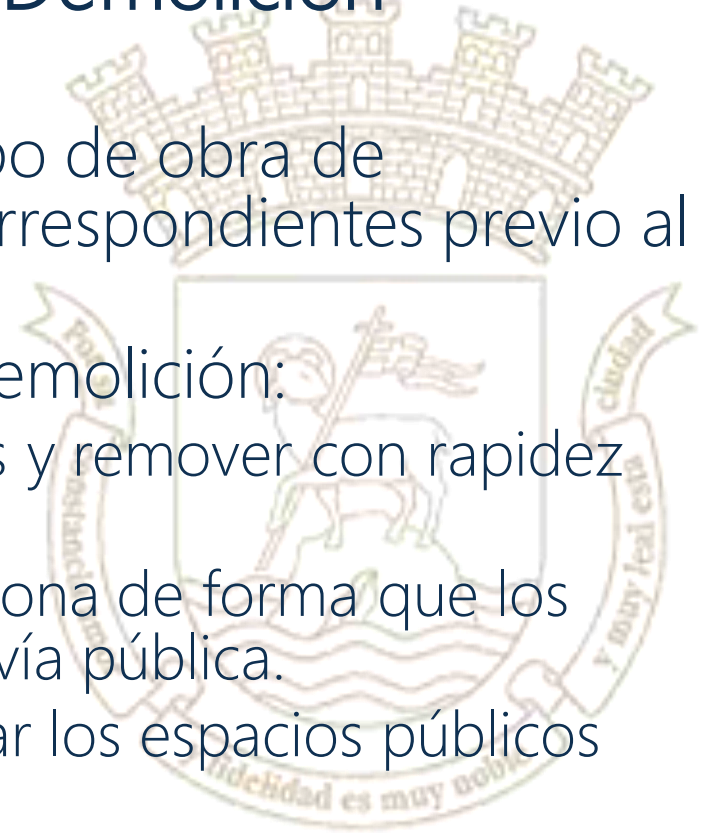 Demolición
po de obra de
rrespondientes previo al
emolición:
s y remover con rapidez
ona de forma que los
vía pública.
ar los espacios públicos
ciudad
y muy leal esta
fidelidad es muy noble